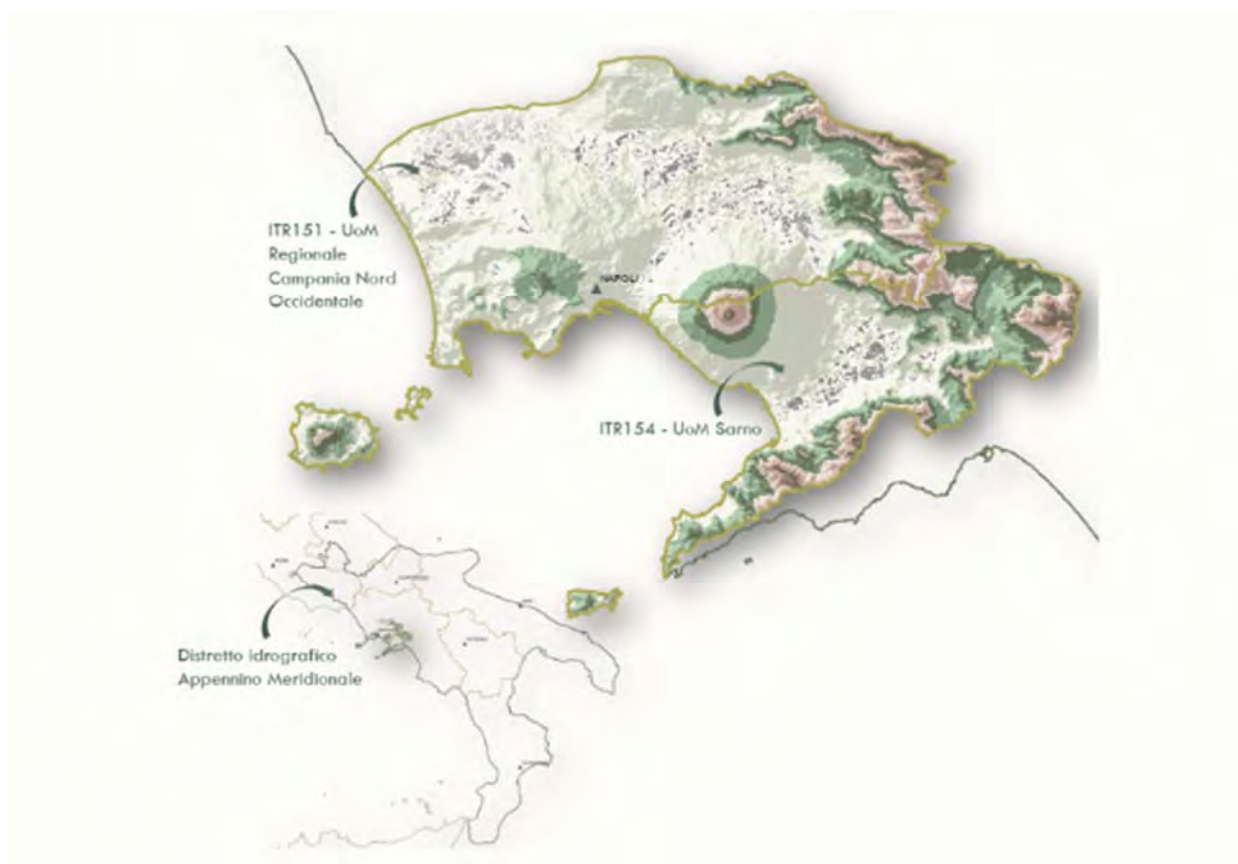 ITR151 - UoM
Regionale
Campania Nord
Occidentale
NAPOLI
ITR154 - UoM Sarno
Distretto idrografico
Appennino Meridionale